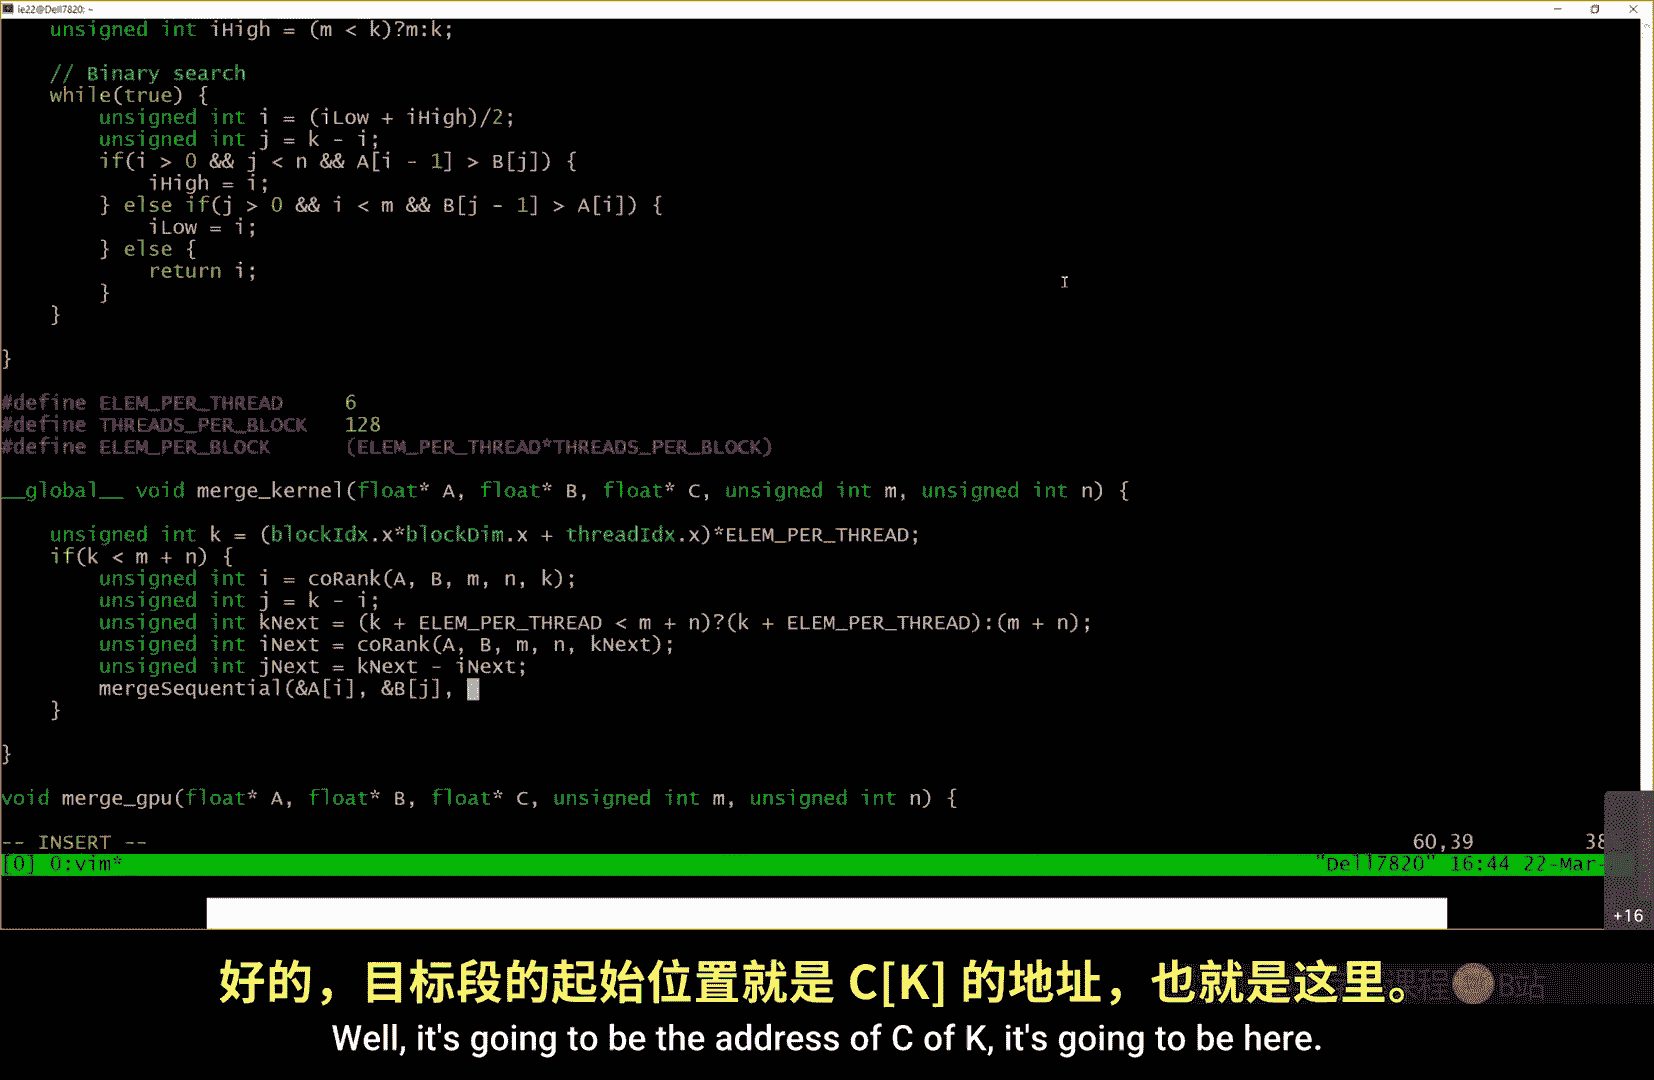 ie22@Dell7820: ~
    unsigned int iHigh = (m < k)?m:k;
    // Binary search
    while(true) {
        unsigned int i = (iLow + iHigh)/2;
        unsigned int j = k - i;
        if(i > 0 && j < n && A[i - 1] > B[j]) {
            iHigh = i;
        } else if(j > 0 && i < m && B[j - 1] > A[i]) {
            iLow = i;
        } else {
            return i;
        }
    }
}
#define ELEM_PER_THREAD     6
#define THREADS_PER_BLOCK   128
#define ELEM_PER_BLOCK      (ELEM_PER_THREAD*THREADS_PER_BLOCK)
__global__ void merge_kernel(float* A, float* B, float* C, unsigned int m, unsigned int n) {
    unsigned int k = (blockIdx.x*blockDim.x + threadIdx.x)*ELEM_PER_THREAD;
    if(k < m + n) {
        unsigned int i = coRank(A, B, m, n, k);
        unsigned int j = k - i;
        unsigned int kNext = (k + ELEM_PER_THREAD < m + n)?(k + ELEM_PER_THREAD):(m + n);
        unsigned int iNext = coRank(A, B, m, n, kNext);
        unsigned int jNext = kNext - iNext;
        mergeSequential(&A[i], &B[j],
    }
}
void merge_gpu(float* A, float* B, float* C, unsigned int m, unsigned int n) {
-- INSERT -- 60,39 38
[0] 0:vim* "Dell7820" 16:44 22-Mar-
+16
好的，目标段的起始位置就是 C[K] 的地址，也就是这里。
课程 B站
Well, it's going to be the address of C of K, it's going to be here.